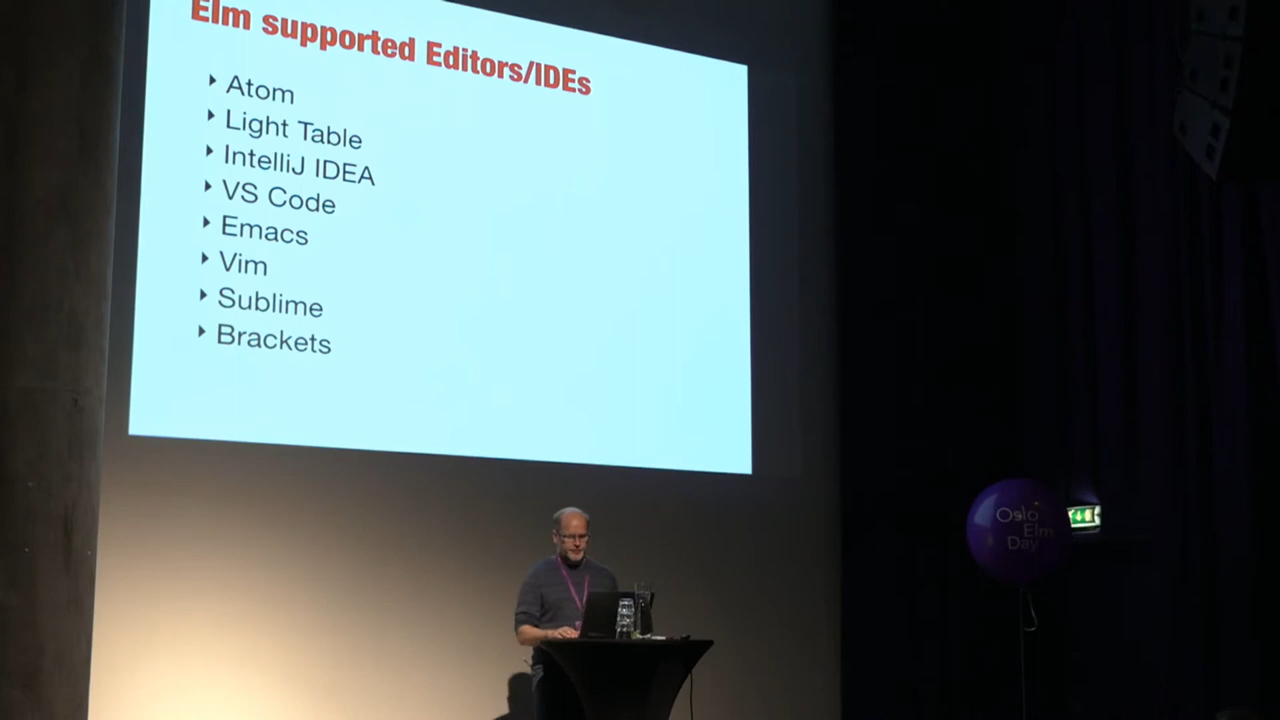 Elm supported Editors/IDEs
Atom
Light Table
IntelliJ IDEA
VS Code
Emacs
Vim
Sublime
Brackets
Oslo
Elm
Day